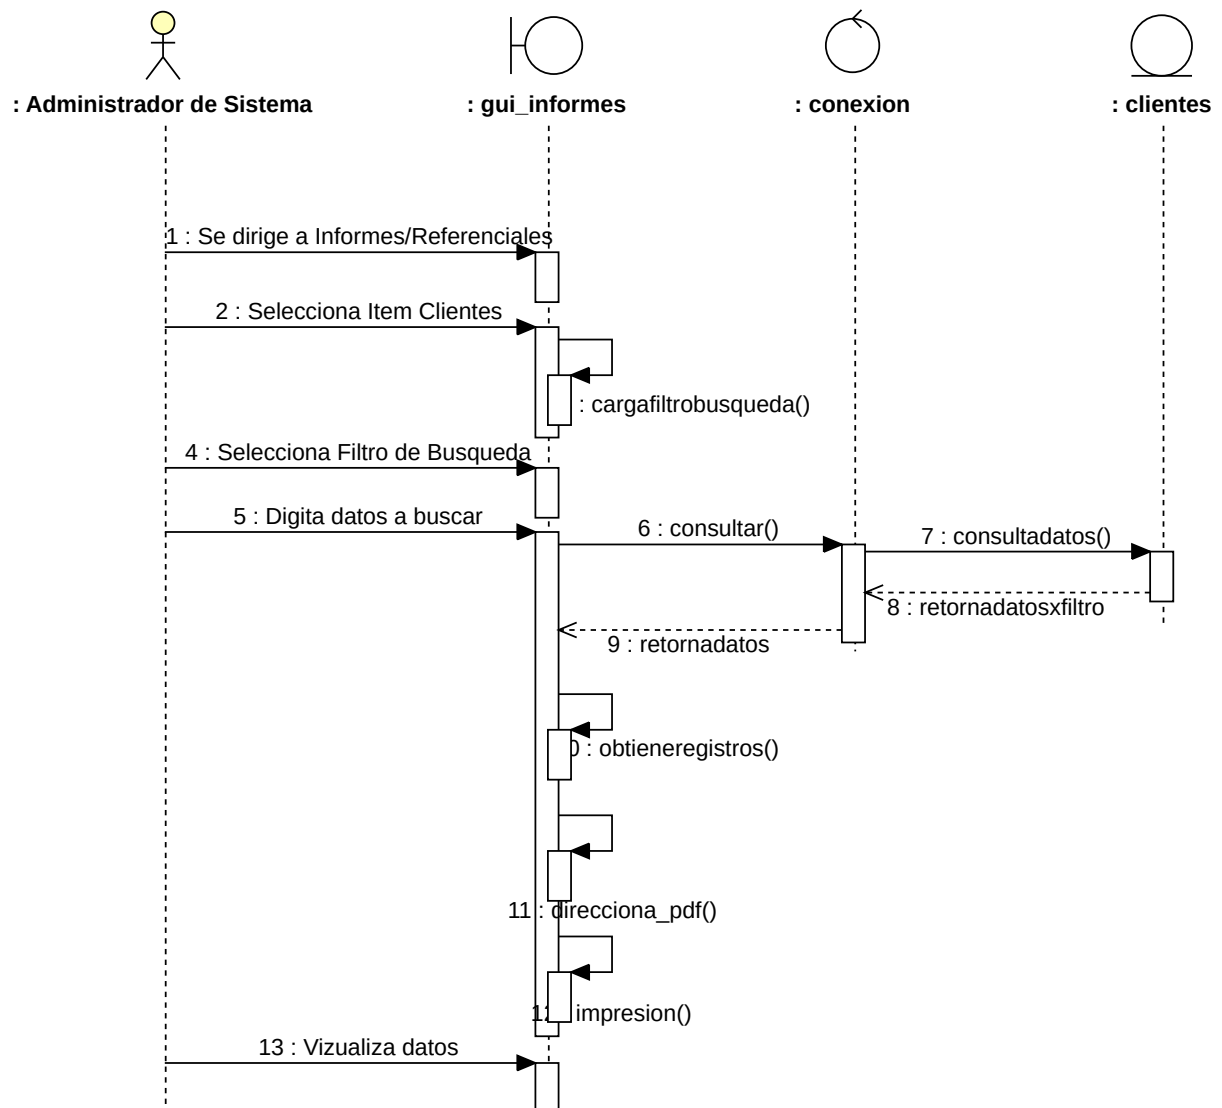 : Administrador de Sistema
: gui_informes
: conexion
: clientes
1 : Se dirige a Informes/Referenciales
2 : Selecciona Item Clientes
: cargafiltrobusqueda()
4 : Selecciona Filtro de Busqueda
5 : Digita datos a buscar
6 : consultar()
7 : consultadatos()
8 : retornadatosxfiltro
9 : retornadatos
0 : obtieneregistros()
11 : direcciona_pdf()
12 impresion()
13 : Vizualiza datos